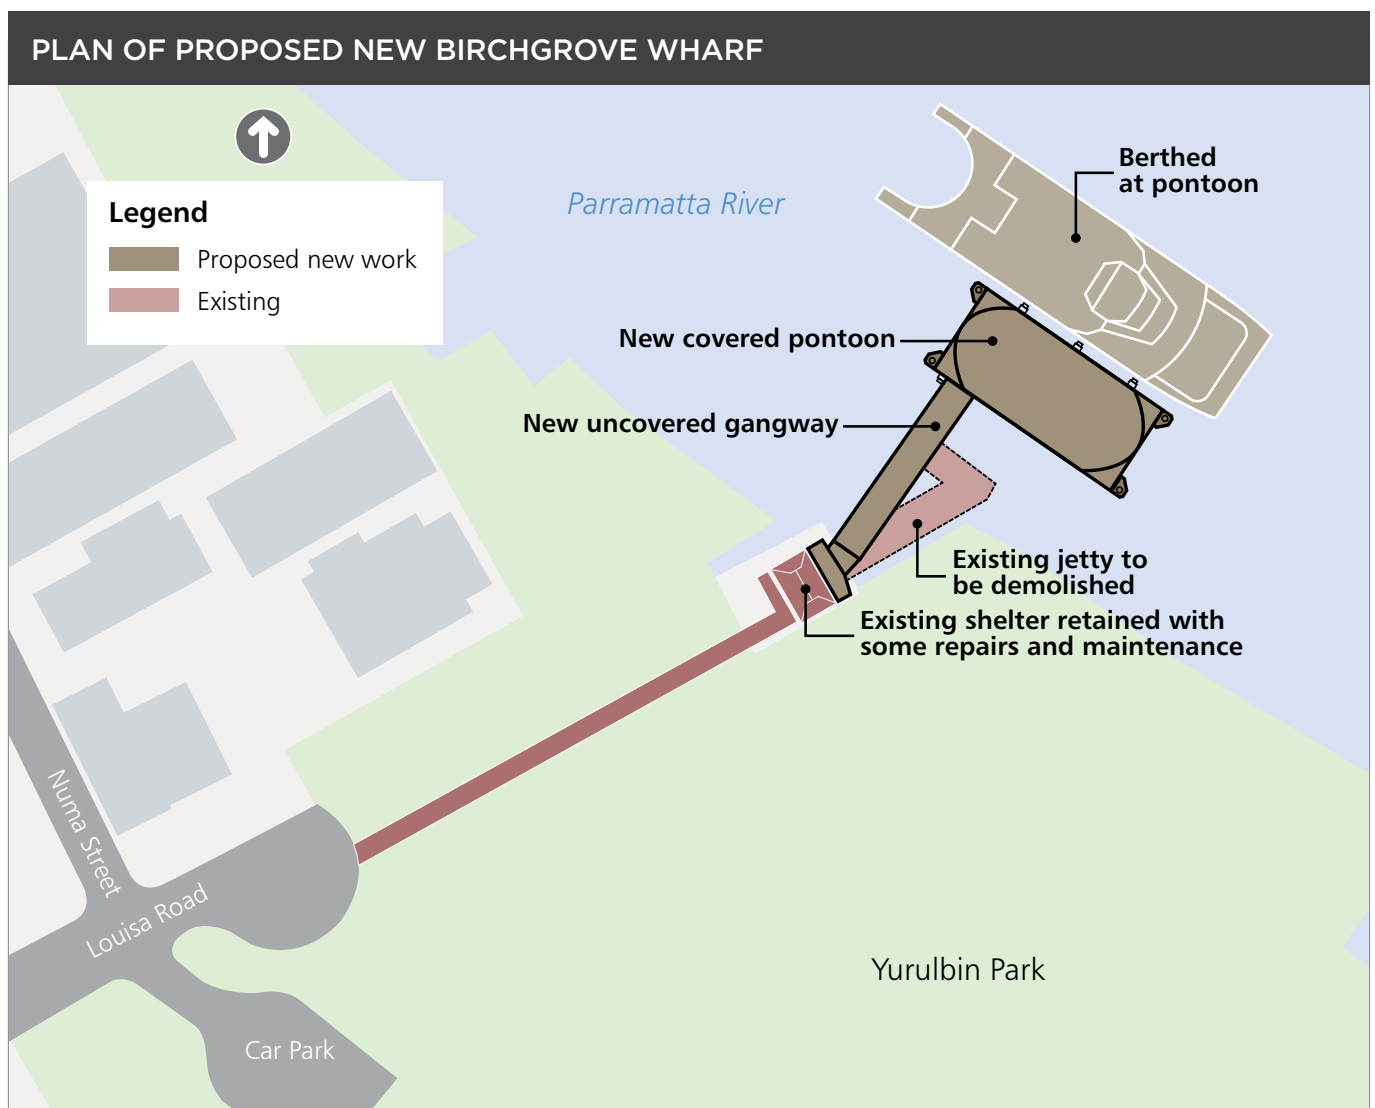 PLAN OF PROPOSED NEW BIRCHGROVE WHARF
Legend
Proposed new work
Existing
Parramatta River
Berthed
at pontoon
New covered pontoon
New uncovered gangway
Existing jetty to
be demolished
Existing shelter retained with
some repairs and maintenance
Numa Street
Louisa Road
Yurulbin Park
Car Park